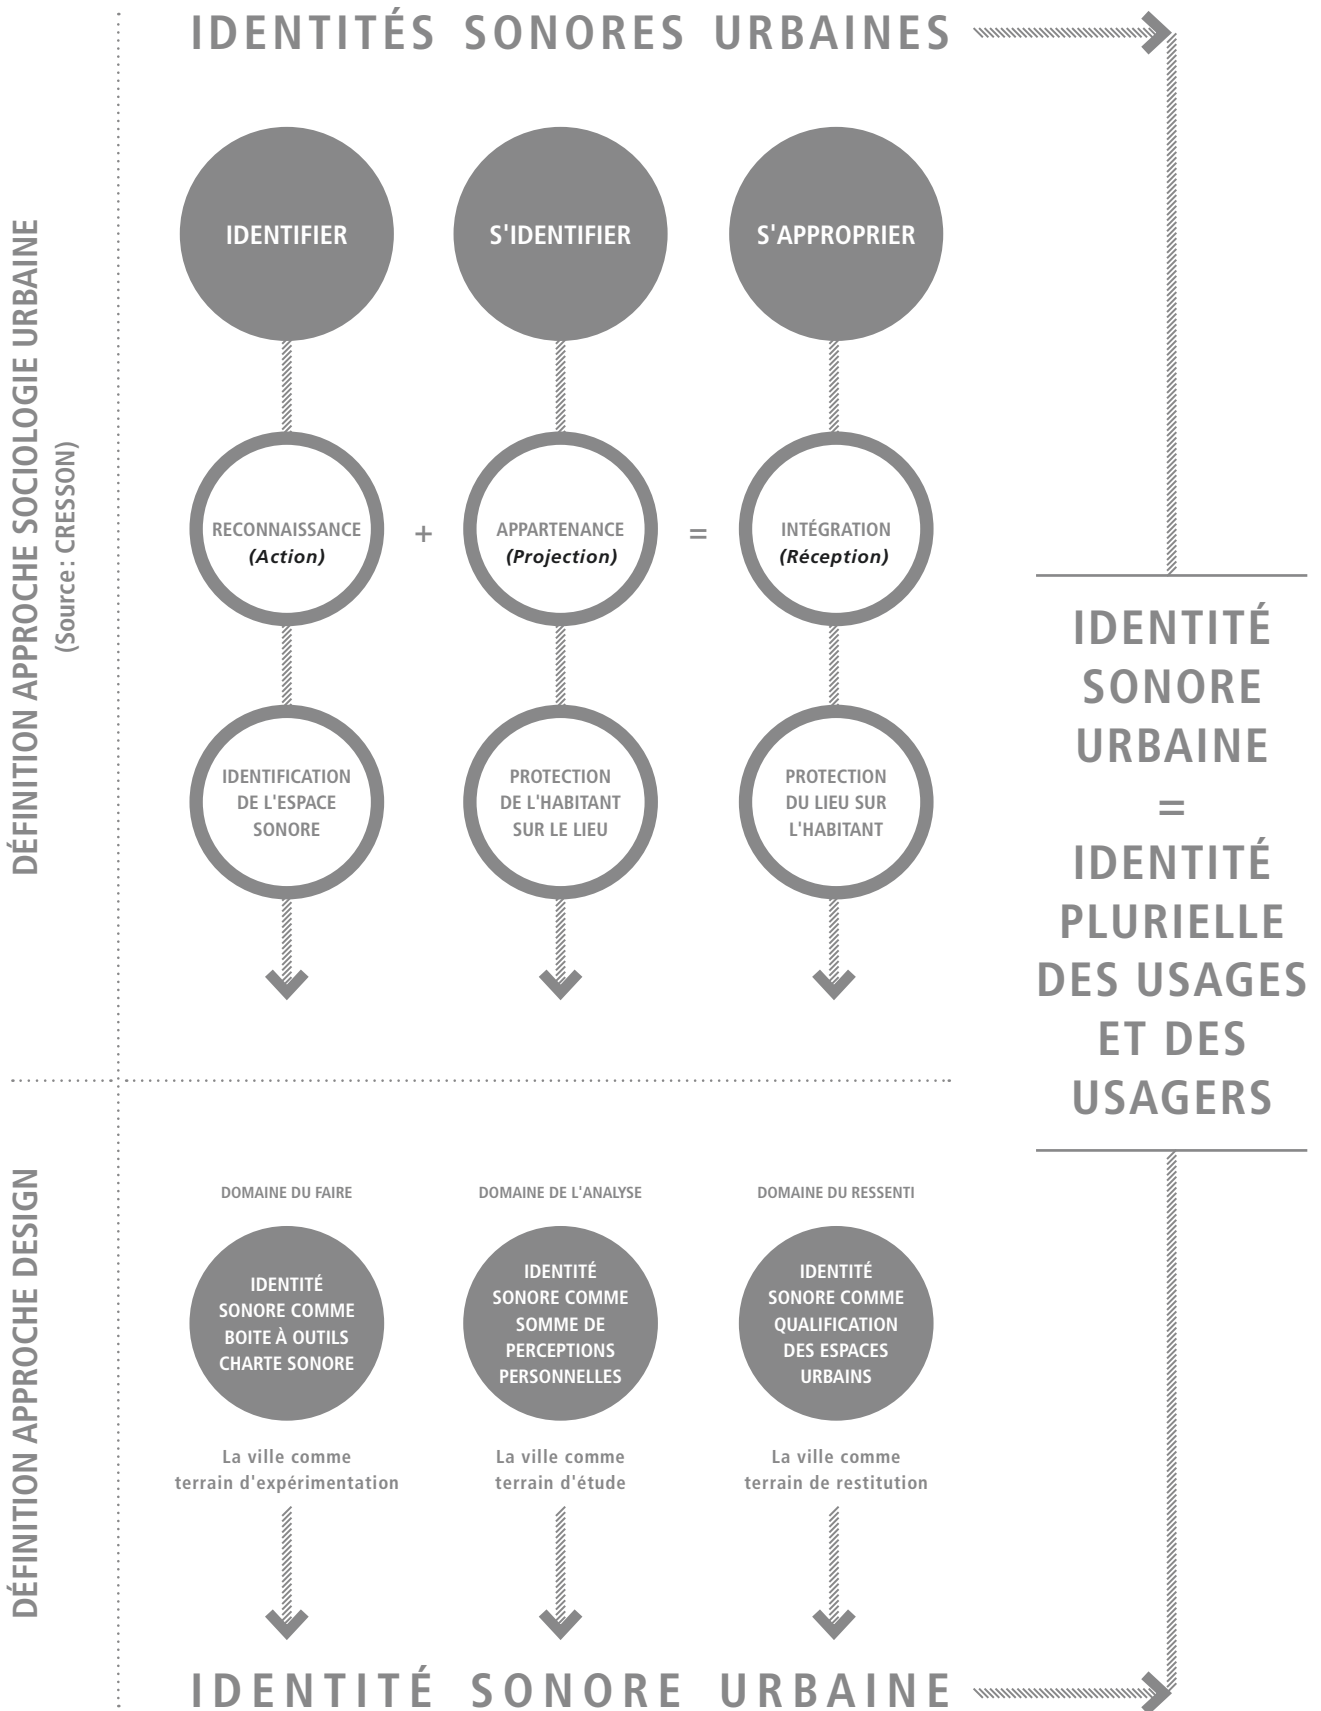 IDENTITÉS SONORES URBAINES
DÉFINITION APPROCHE SOCIOLOGIE URBAINE
(Source: CRESSON)
IDENTIFIER
S'IDENTIFIER
S'APPROPRIER
RECONNAISSANCE
(Action)
+
APPARTENANCE
(Projection)
=
INTÉGRATION
(Réception)
IDENTIFICATION
DE L'ESPACE
SONORE
PROTECTION
DE L'HABITANT
SUR LE LIEU
PROTECTION
DU LIEU SUR
L'HABITANT
IDENTITÉ
SONORE
URBAINE
=
IDENTITÉ
PLURIELLE
DES USAGES
ET DES
USAGERS
DÉFINITION APPROCHE DESIGN
DOMAINE DU FAIRE
IDENTITÉ
SONORE COMME
BOITE À OUTILS
CHARTE SONORE
La ville comme
terrain d'expérimentation
DOMAINE DE L'ANALYSE
IDENTITÉ
SONORE COMME
SOMME DE
PERCEPTIONS
PERSONNELLES
La ville comme
terrain d'étude
DOMAINE DU RESSENTI
IDENTITÉ
SONORE COMME
QUALIFICATION
DES ESPACES
URBAINS
La ville comme
terrain de restitution
IDENTITÉ SONORE URBAINE